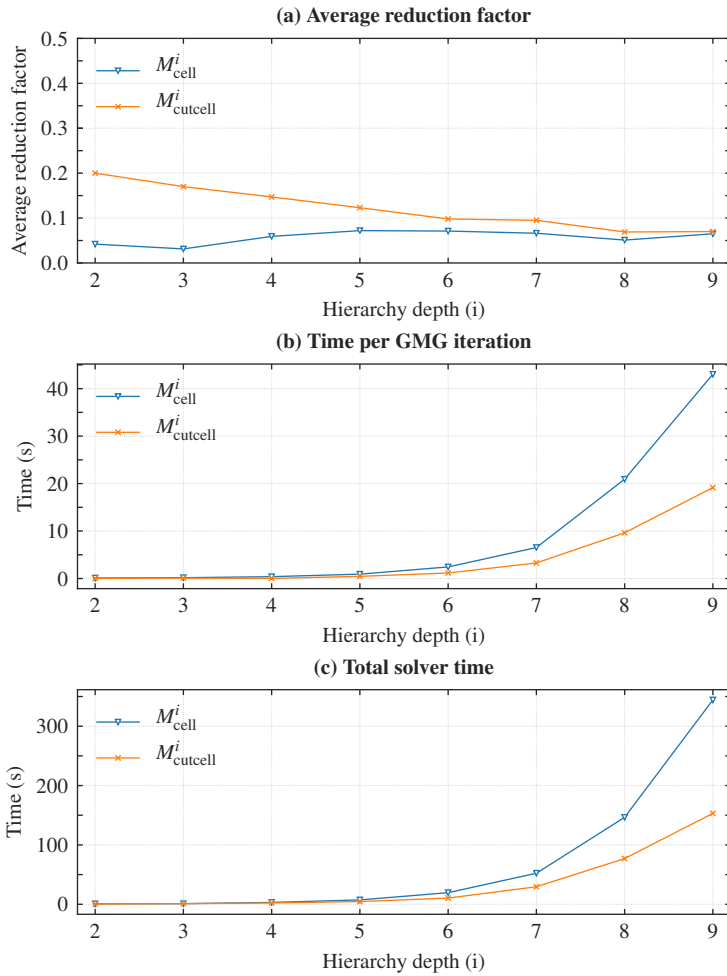 (a) Average reduction factor
0.5
0.4
0.3
0.2
0.1
0.0
Average reduction factor
M^i_cell
M^i_cutcell
2 3 4 5 6 7 8 9
Hierarchy depth (i)
(b) Time per GMG iteration
40
30
20
10
0
Time (s)
M^i_cell
M^i_cutcell
2 3 4 5 6 7 8 9
Hierarchy depth (i)
(c) Total solver time
300
200
100
0
Time (s)
M^i_cell
M^i_cutcell
2 3 4 5 6 7 8 9
Hierarchy depth (i)